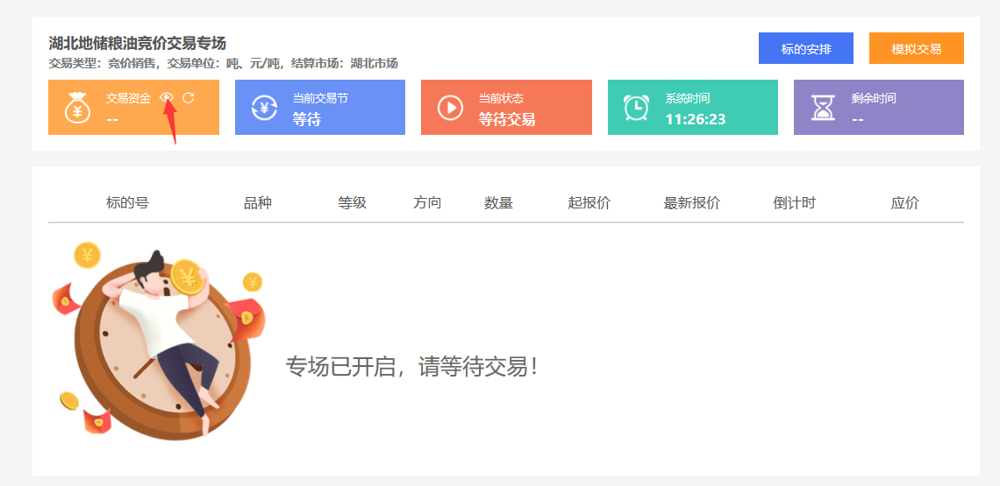 湖北地储粮油竞价交易专场
交易类型：竞价销售，交易单位：吨、元/吨，结算市场：湖北市场
标的安排
模拟交易
交易资金
--
当前交易节
等待
当前状态
等待交易
系统时间
11:26:23
剩余时间
--
标的号 品种 等级 方向 数量 起报价 最新报价 倒计时 应价
专场已开启，请等待交易！